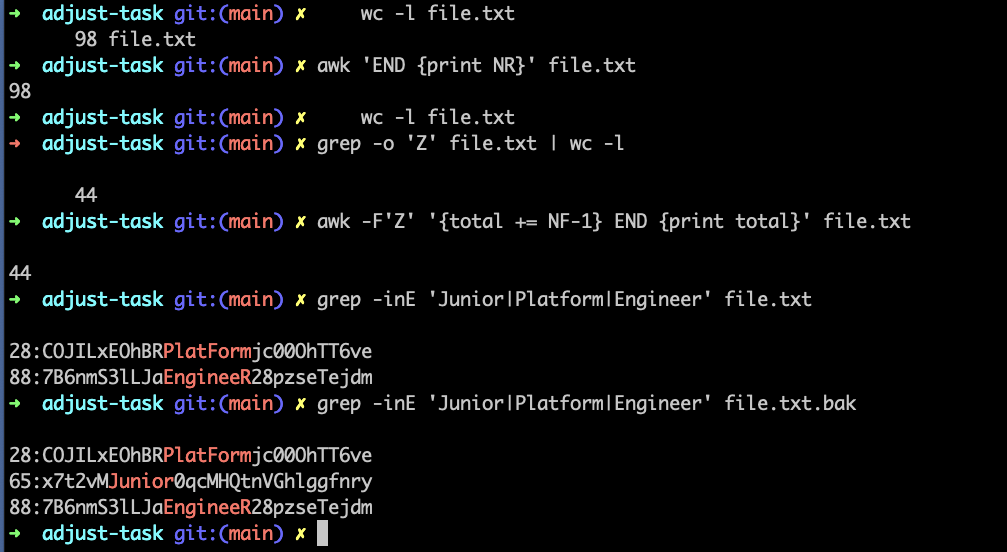 ➜  adjust-task git:(main) ✗     wc -l file.txt
      98 file.txt
➜  adjust-task git:(main) ✗ awk 'END {print NR}' file.txt
98
➜  adjust-task git:(main) ✗     wc -l file.txt
➜  adjust-task git:(main) ✗ grep -o 'Z' file.txt | wc -l
      44
➜  adjust-task git:(main) ✗ awk -F'Z' '{total += NF-1} END {print total}' file.txt
44
➜  adjust-task git:(main) ✗ grep -inE 'Junior|Platform|Engineer' file.txt
28:COJILxEOhBRPlatFormjc00OhTT6ve
88:7B6nmS3lLJaEngineeR28pzseTejdm
➜  adjust-task git:(main) ✗ grep -inE 'Junior|Platform|Engineer' file.txt.bak
28:COJILxEOhBRPlatFormjc00OhTT6ve
65:x7t2vMJunior0qcMHQtnVGhlggfnry
88:7B6nmS3lLJaEngineeR28pzseTejdm
➜  adjust-task git:(main) ✗